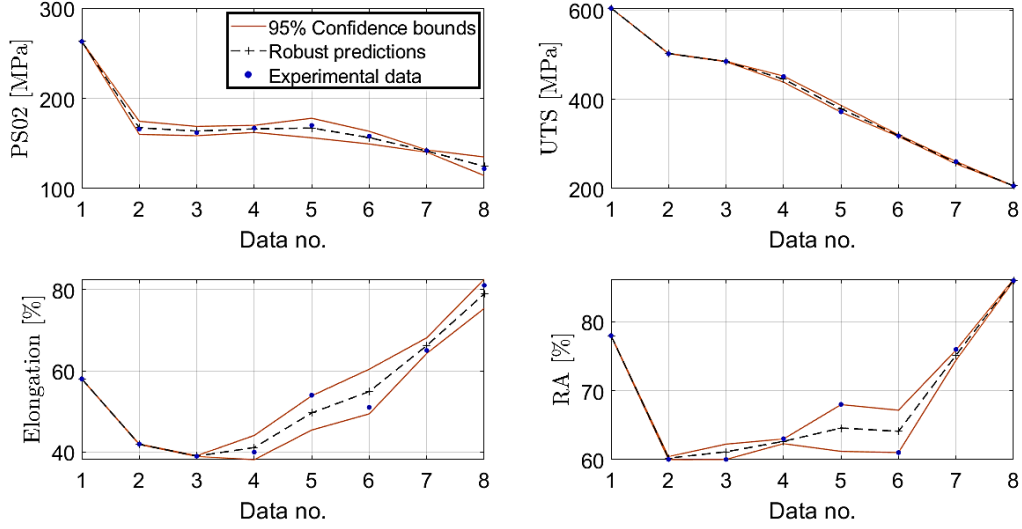 300
200
100
PS02 [MPa]
95% Confidence bounds
Robust predictions
Experimental data
1 2 3 4 5 6 7 8
Data no.
600
400
200
UTS [MPa]
1 2 3 4 5 6 7 8
Data no.
80
60
40
Elongation [%]
1 2 3 4 5 6 7 8
Data no.
80
70
60
RA [%]
1 2 3 4 5 6 7 8
Data no.